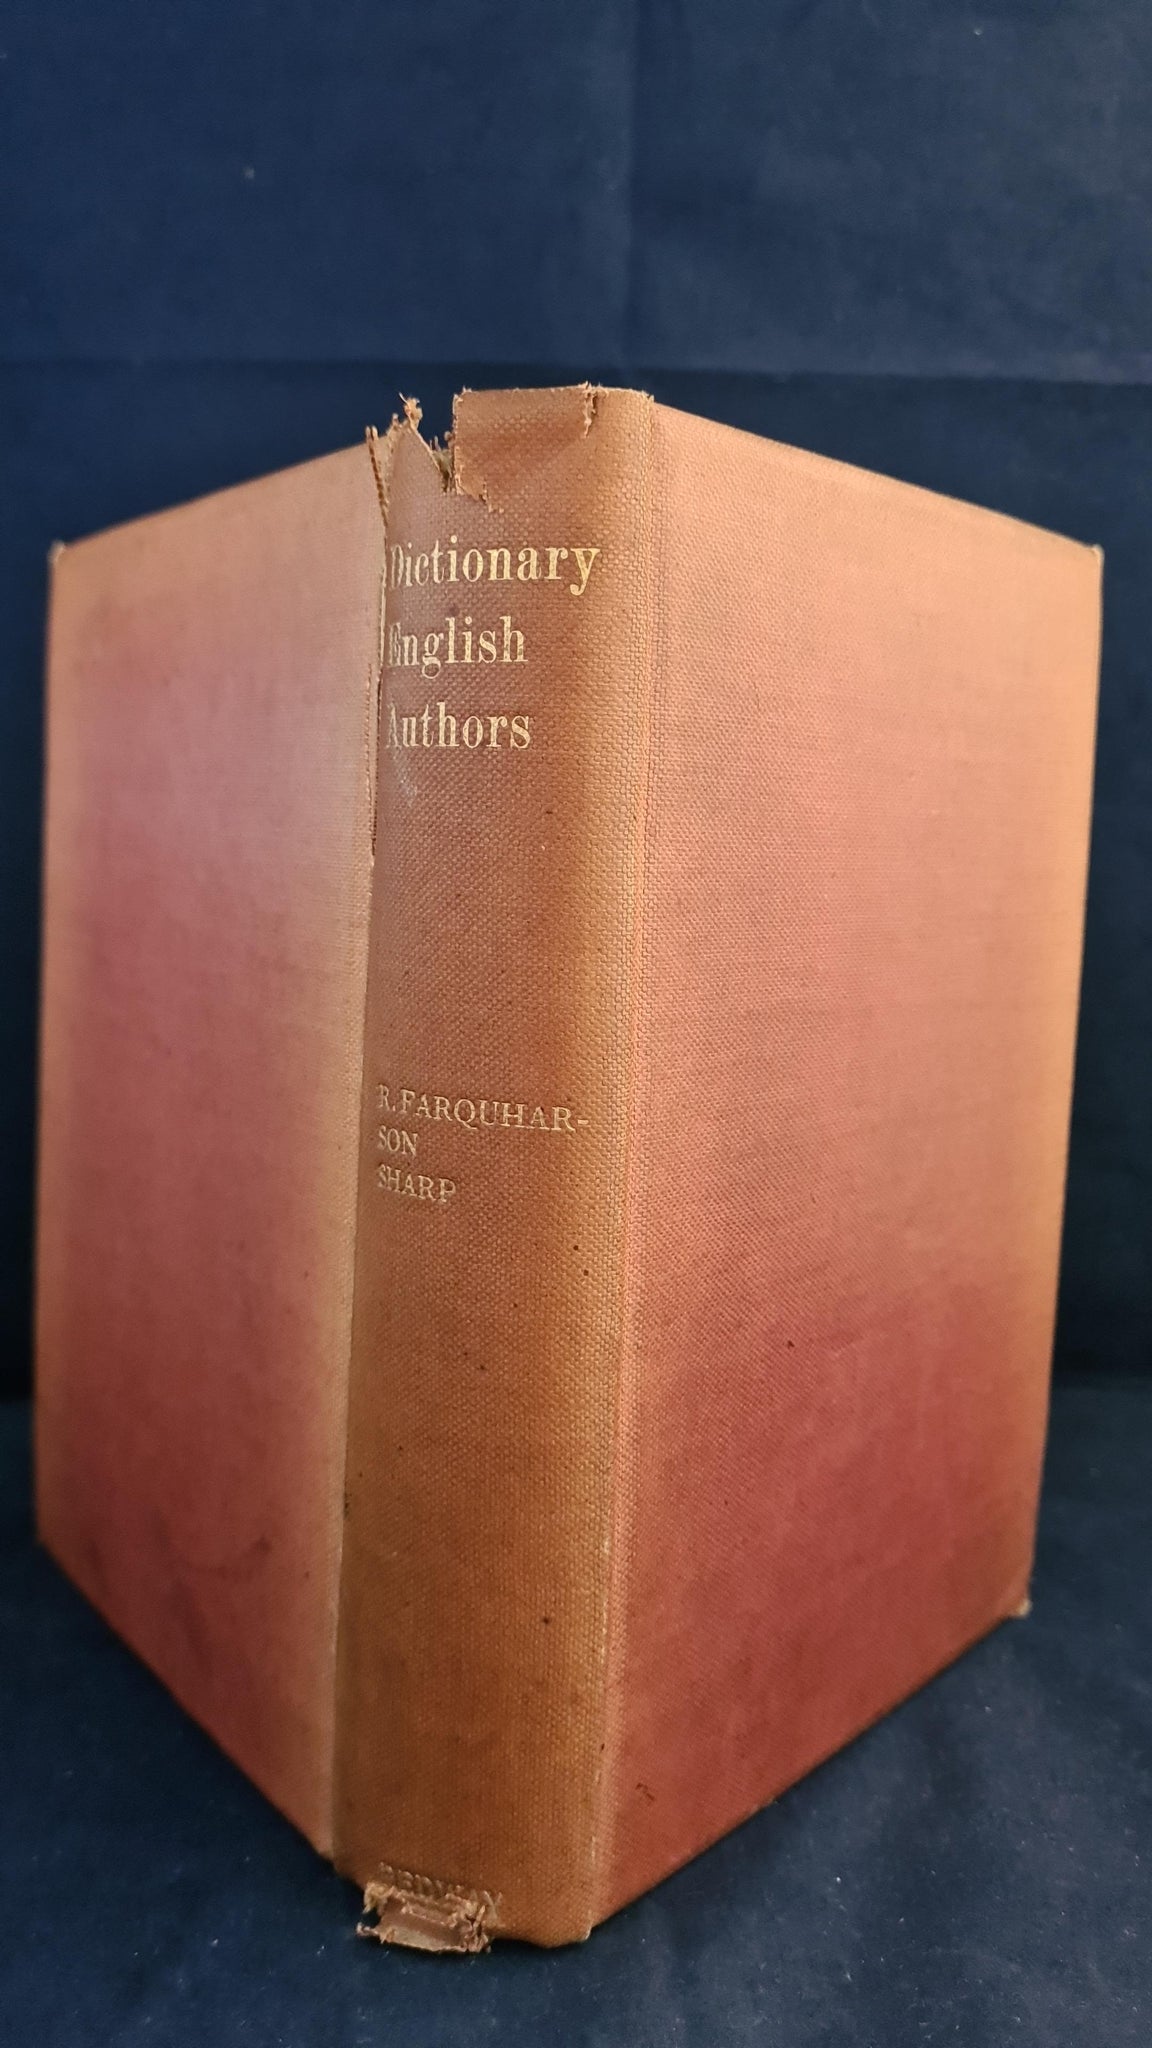 Dictionary
English
Authors
R. FARQUHAR-
SON
SHARP